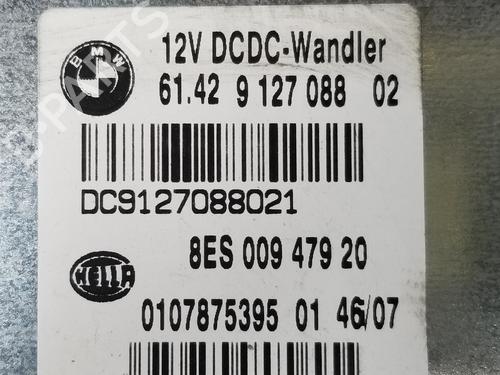 BMW
12V DCDC-Wandler
61.42 9 127 088 02
DC9127088021
8ES 009 479 20
HELLA
0107875395 01 46/07
B-PARTS